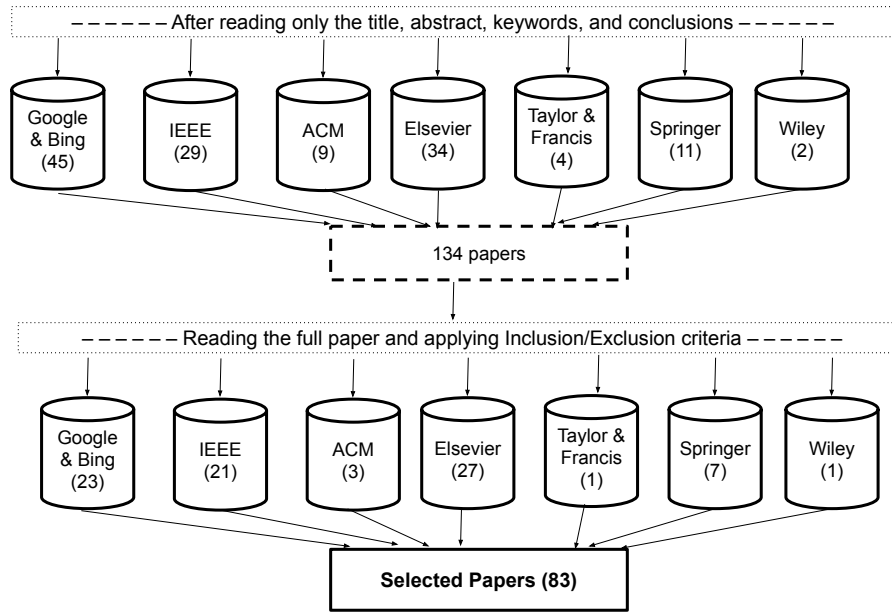 After reading only the title, abstract, keywords, and conclusions
Google
& Bing
(45)
IEEE
(29)
ACM
(9)
Elsevier
(34)
Taylor &
Francis
(4)
Springer
(11)
Wiley
(2)
134 papers
Reading the full paper and applying Inclusion/Exclusion criteria
Google
& Bing
(23)
IEEE
(21)
ACM
(3)
Elsevier
(27)
Taylor &
Francis
(1)
Springer
(7)
Wiley
(1)
Selected Papers (83)